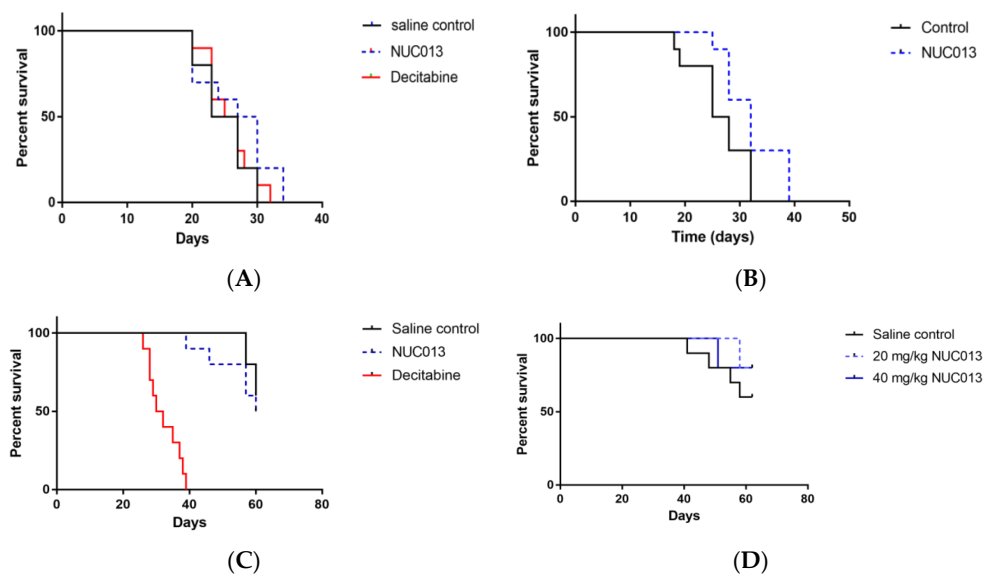 saline control
NUC013
Decitabine
Percent survival
100
50
0
0 10 20 30 40
Days
(A)
Control
NUC013
Percent survival
100
50
0
0 10 20 30 40 50
Time (days)
(B)
Saline control
NUC013
Decitabine
Percent survival
100
50
0
0 20 40 60 80
Days
(C)
Saline control
20 mg/kg NUC013
40 mg/kg NUC013
Percent survival
100
50
0
0 20 40 60 80
Days
(D)